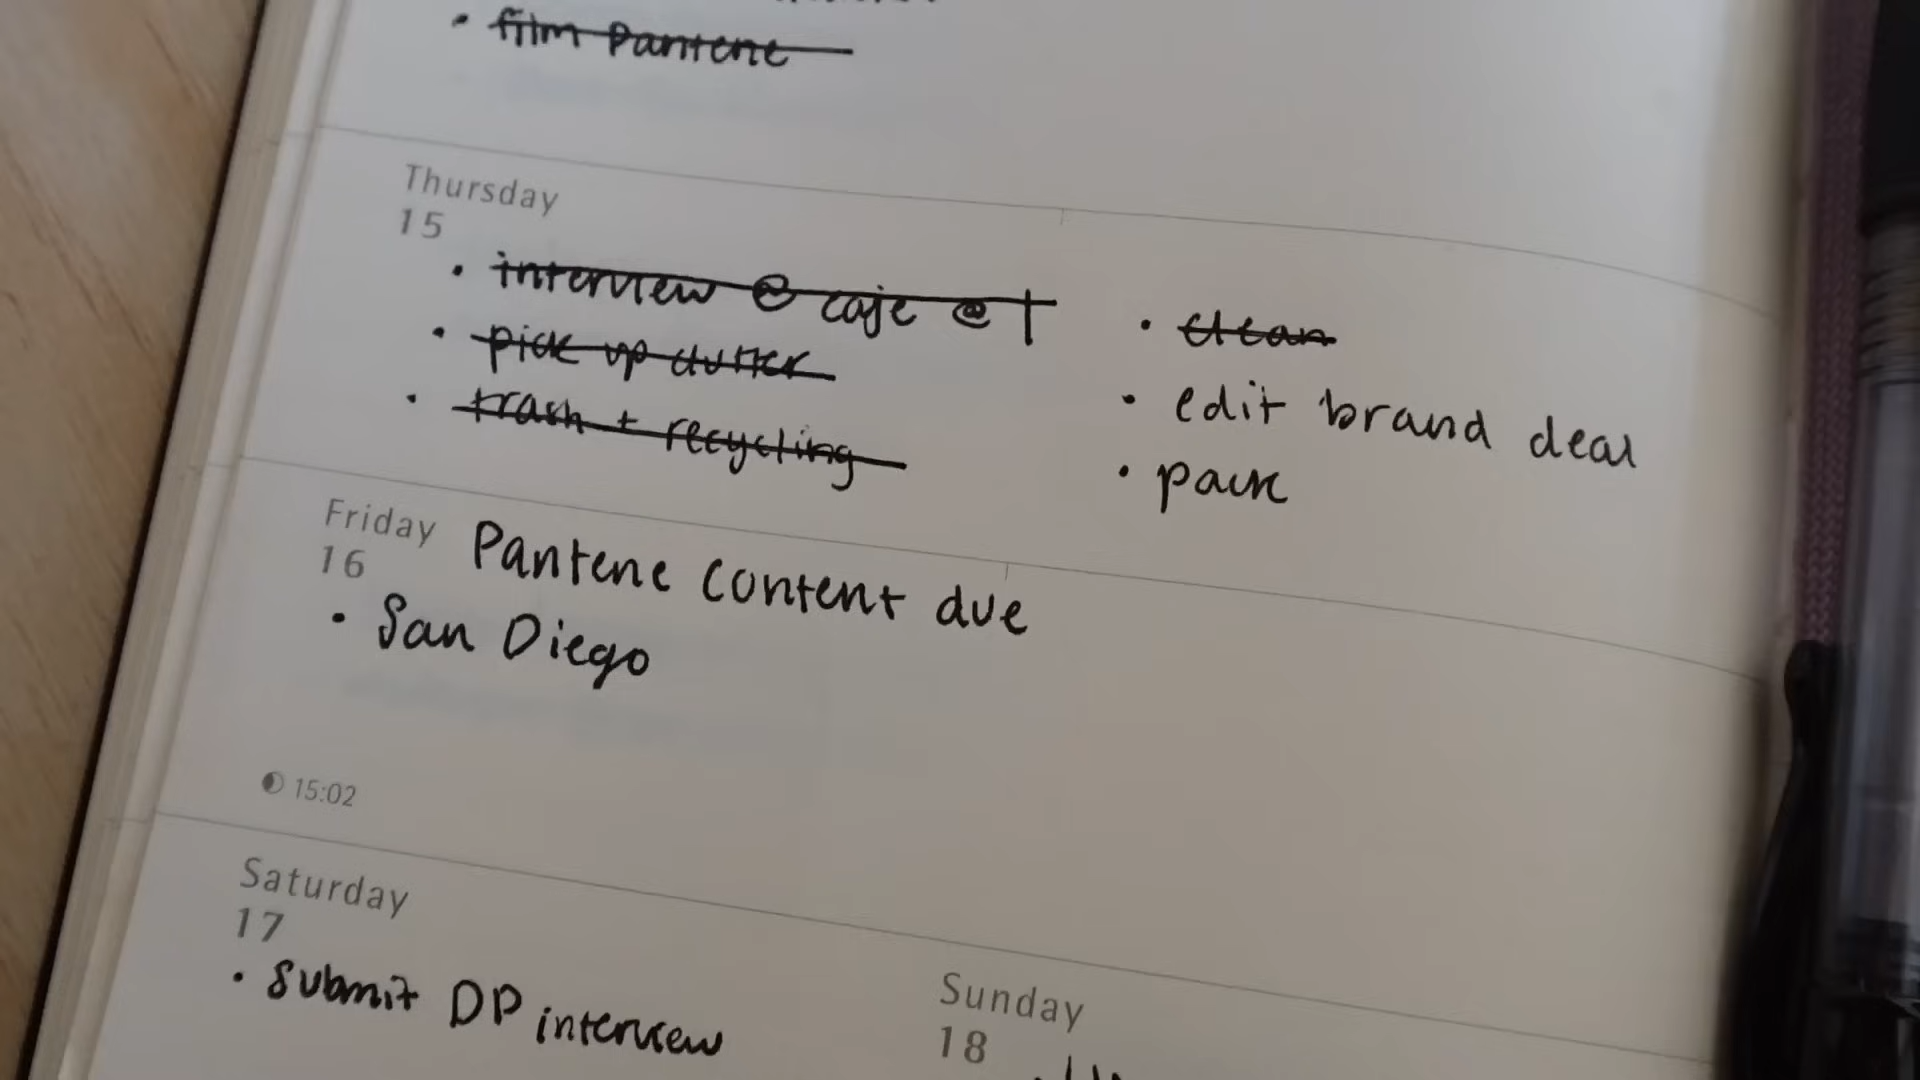 • film Pantene
Thursday
15
• interview @ caje @ 1
• pick up clutter
• trash + recycling
• clean
• edit brand deal
• pack
Friday
16
Pantene content due
• San Diego
15:02
Saturday
17
• submit DP interview
Sunday
18